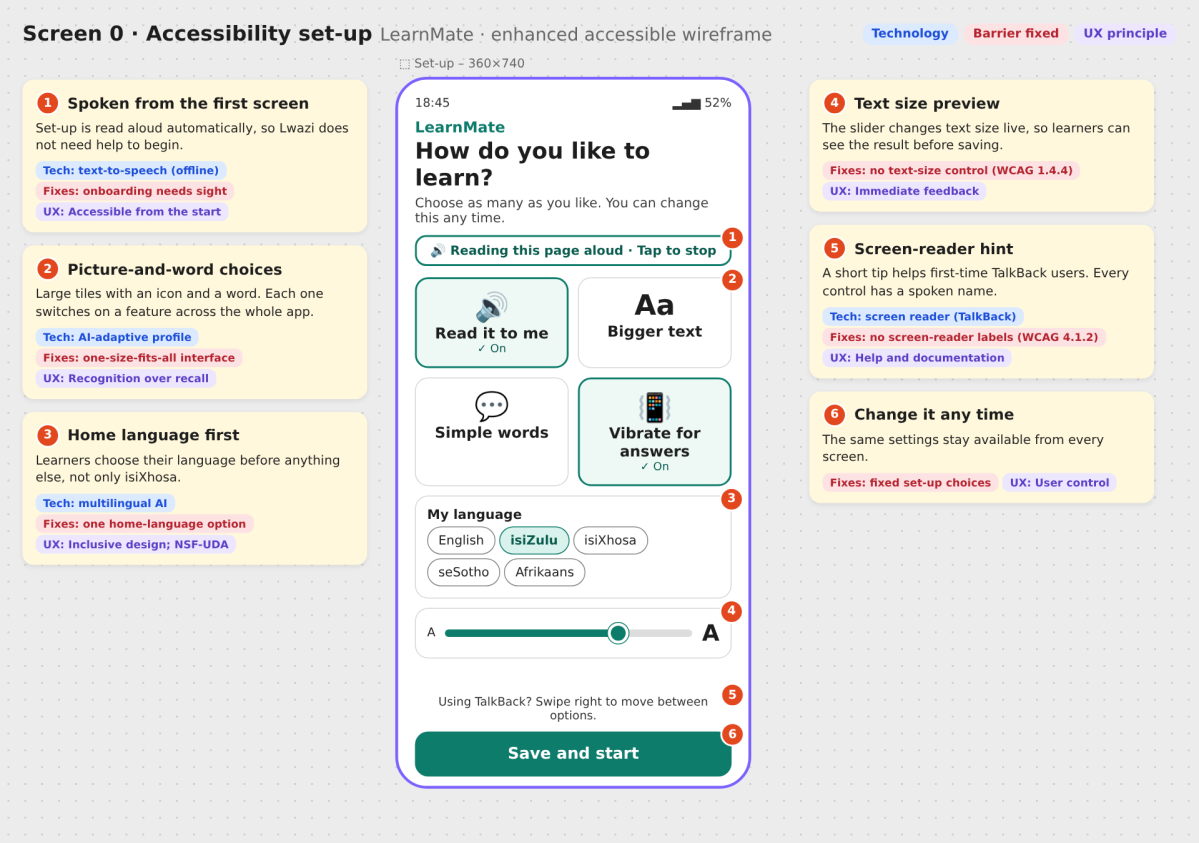 Screen 0 · Accessibility set-up LearnMate · enhanced accessible wireframe
Technology Barrier fixed UX principle
1 Spoken from the first screen
Set-up is read aloud automatically, so Lwazi does
not need help to begin.
Tech: text-to-speech (offline)
Fixes: onboarding needs sight
UX: Accessible from the start
2 Picture-and-word choices
Large tiles with an icon and a word. Each one
switches on a feature across the whole app.
Tech: AI-adaptive profile
Fixes: one-size-fits-all interface
UX: Recognition over recall
3 Home language first
Learners choose their language before anything
else, not only isiXhosa.
Tech: multilingual AI
Fixes: one home-language option
UX: Inclusive design; NSF-UDA
Set-up – 360×740
18:45 52%
LearnMate
How do you like to
learn?
Choose as many as you like. You can change
this any time.
1
🔊 Reading this page aloud · Tap to stop
2
Read it to me
✓ On
Aa
Bigger text
Simple words
Vibrate for
answers
✓ On
3
My language
English isiZulu isiXhosa
seSotho Afrikaans
4
A A
5
Using TalkBack? Swipe right to move between
options.
6
Save and start
4 Text size preview
The slider changes text size live, so learners can
see the result before saving.
Fixes: no text-size control (WCAG 1.4.4)
UX: Immediate feedback
5 Screen-reader hint
A short tip helps first-time TalkBack users. Every
control has a spoken name.
Tech: screen reader (TalkBack)
Fixes: no screen-reader labels (WCAG 4.1.2)
UX: Help and documentation
6 Change it any time
The same settings stay available from every
screen.
Fixes: fixed set-up choices UX: User control